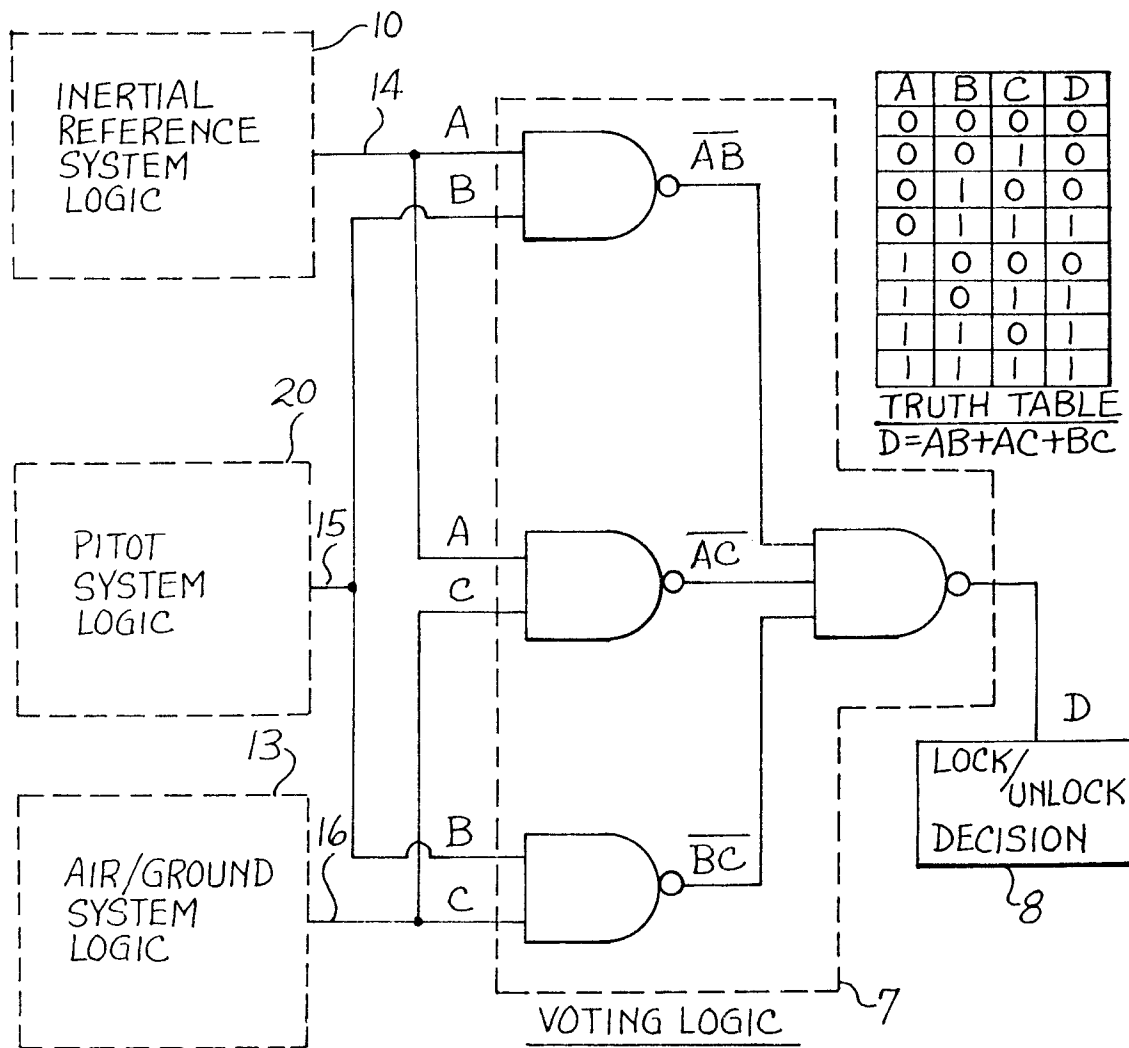 10
INERTIAL
REFERENCE
SYSTEM
LOGIC
14
A
B
A̅B̅
A B C D
0 0 0 0
0 0 1 0
0 1 0 0
0 1 1 1
1 0 0 0
1 0 1 1
1 1 0 1
1 1 1 1
TRUTH TABLE
D=AB+AC+BC
20
PITOT
SYSTEM
LOGIC
15
A
C
A̅C̅
D
LOCK/
UNLOCK
DECISION
8
13
AIR/GROUND
SYSTEM
LOGIC
16
B
C
B̅C̅
7
VOTING LOGIC